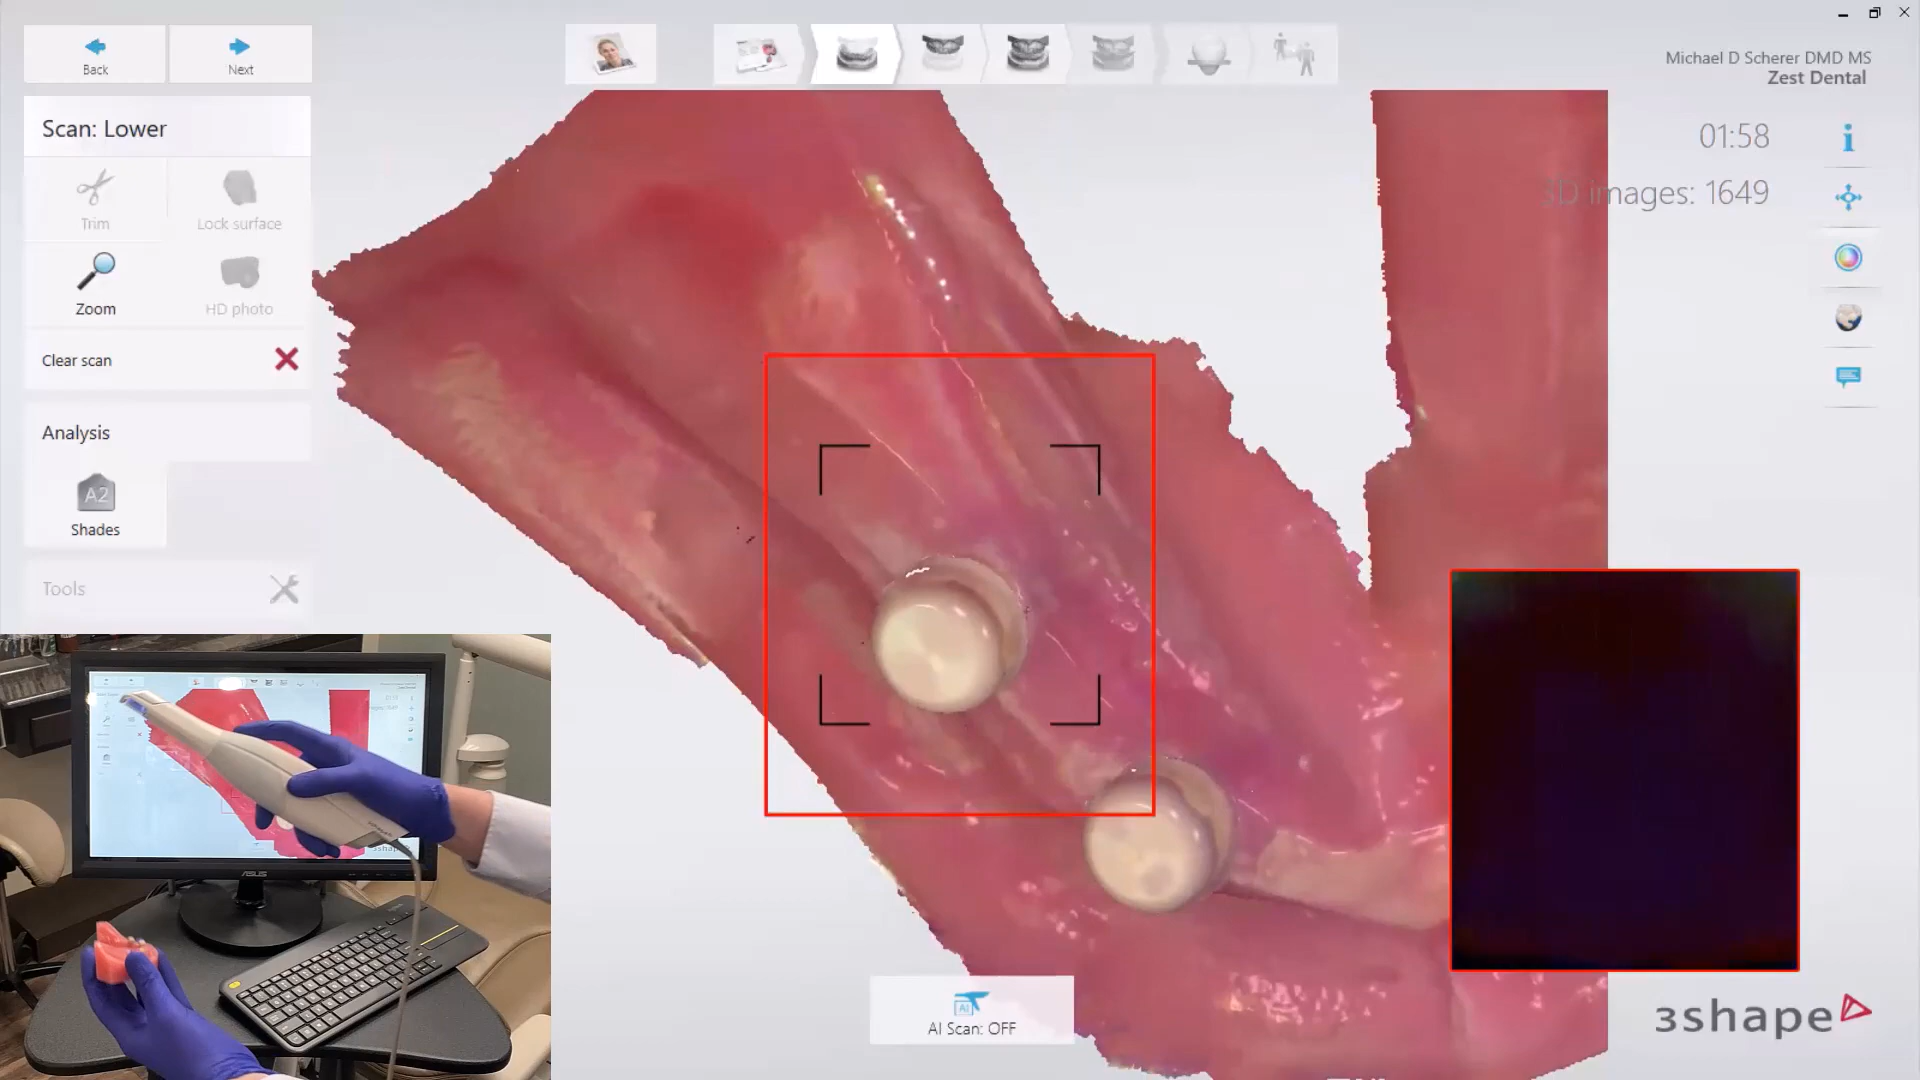 Back
Next
Michael D Scherer DMD MS
Zest Dental
Scan: Lower
01:58
3D images: 1649
Trim
Lock surface
Zoom
HD photo
Clear scan
Analysis
A2
Shades
Tools
ASUS
AI
AI Scan: OFF
3shape